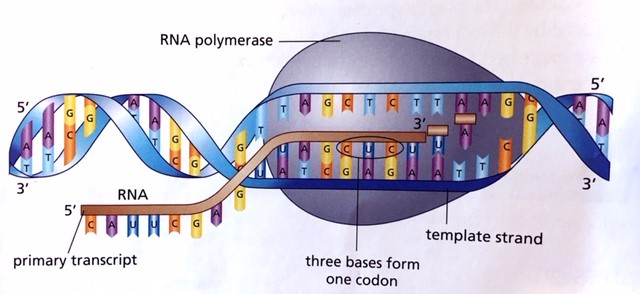 RNA polymerase
5'
5'
T A G C T C T T A A G C
A
T
A
T
G
C
G
A
A
T
G
C
G
G
T
3'
A
A
T
A
T
U U A G C U C U U
C
A T C G A G A A T T
3'
3'
RNA
5'
G
A
C A U U C G
template strand
primary transcript
three bases form
one codon